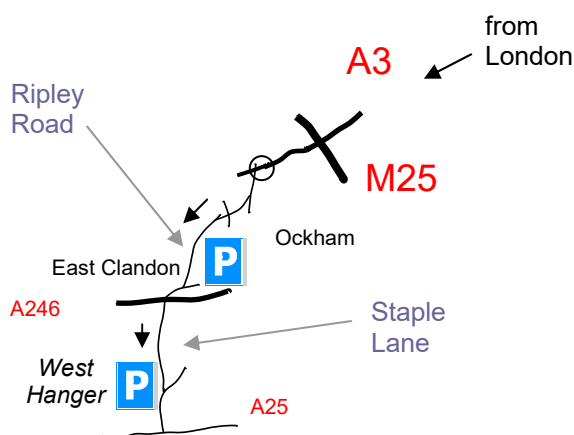 from
London
A3
Ripley
Road
M25
Ockham
P
East Clandon
A246
Staple
Lane
West
Hanger
P
A25